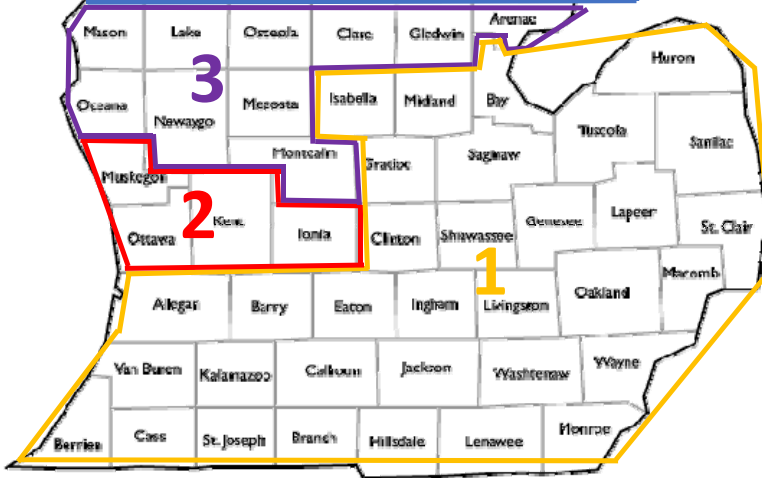 Mason Lake Osceola Clare Gladwin Arenac
3
Huron
Oceana Newaygo Mecosta Isabella Midland Bay
Tuscola Sanilac
Montcalm Gratiot Saginaw
Muskegon
2
Ottawa Kent Ionia Clinton Shiawassee Genesee Lapeer St. Clair
1
Macomb
Allegan Barry Eaton Ingham Livingston Oakland
Van Buren Kalamazoo Calhoun Jackson Washtenaw Wayne
Berrien Cass St. Joseph Branch Hillsdale Lenawee Monroe